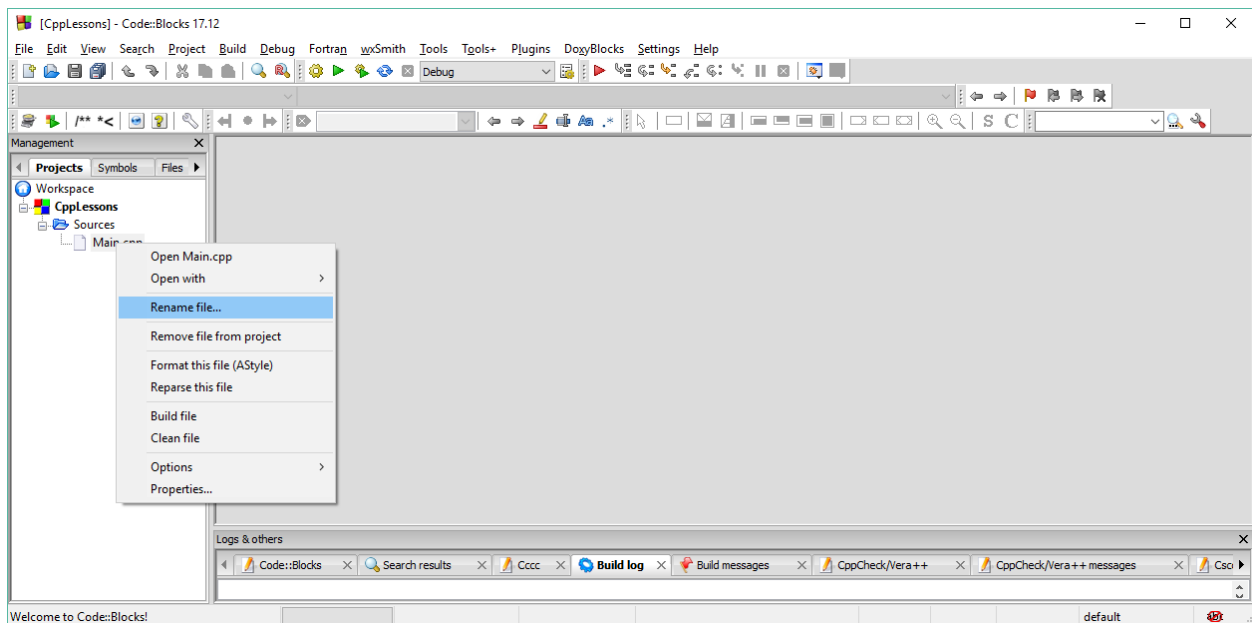 [CppLessons] - Code::Blocks 17.12
File Edit View Search Project Build Debug Fortran wxSmith Tools Tools+ Plugins DoxyBlocks Settings Help
Debug
/** *<
S C
Management
Projects Symbols Files
Workspace
CppLessons
Sources
Main.cpp
Open Main.cpp
Open with
Rename file...
Remove file from project
Format this file (AStyle)
Reparse this file
Build file
Clean file
Options
Properties...
Logs & others
Code::Blocks Search results Cccc Build log Build messages CppCheck/Vera++ CppCheck/Vera++ messages Csco
Welcome to Code::Blocks! default